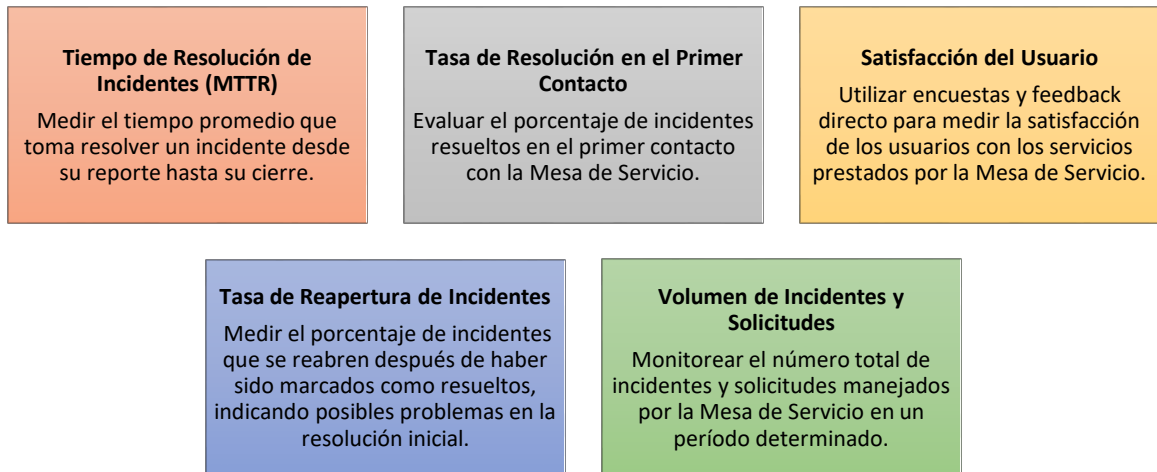 Tiempo de Resolución de
Incidentes (MTTR)
Medir el tiempo promedio que
toma resolver un incidente desde
su reporte hasta su cierre.
Tasa de Resolución en el Primer
Contacto
Evaluar el porcentaje de incidentes
resueltos en el primer contacto
con la Mesa de Servicio.
Satisfacción del Usuario
Utilizar encuestas y feedback
directo para medir la satisfacción
de los usuarios con los servicios
prestados por la Mesa de Servicio.
Tasa de Reapertura de Incidentes
Medir el porcentaje de incidentes
que se reabren después de haber
sido marcados como resueltos,
indicando posibles problemas en la
resolución inicial.
Volumen de Incidentes y
Solicitudes
Monitorear el número total de
incidentes y solicitudes manejados
por la Mesa de Servicio en un
período determinado.